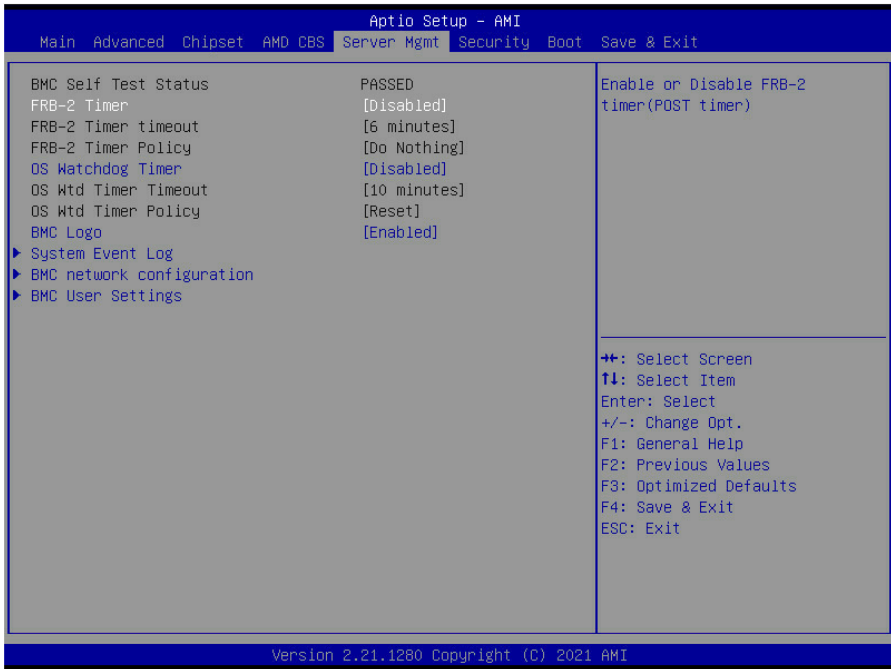 Aptio Setup – AMI
Main Advanced Chipset AMD CBS Server Mgmt Security Boot Save & Exit
BMC Self Test Status PASSED
FRB-2 Timer [Disabled]
FRB-2 Timer timeout [6 minutes]
FRB-2 Timer Policy [Do Nothing]
OS Watchdog Timer [Disabled]
OS Wtd Timer Timeout [10 minutes]
OS Wtd Timer Policy [Reset]
BMC Logo [Enabled]
▶ System Event Log
▶ BMC network configuration
▶ BMC User Settings
Enable or Disable FRB-2
timer(POST timer)
→←: Select Screen
↑↓: Select Item
Enter: Select
+/-: Change Opt.
F1: General Help
F2: Previous Values
F3: Optimized Defaults
F4: Save & Exit
ESC: Exit
Version 2.21.1280 Copyright (C) 2021 AMI